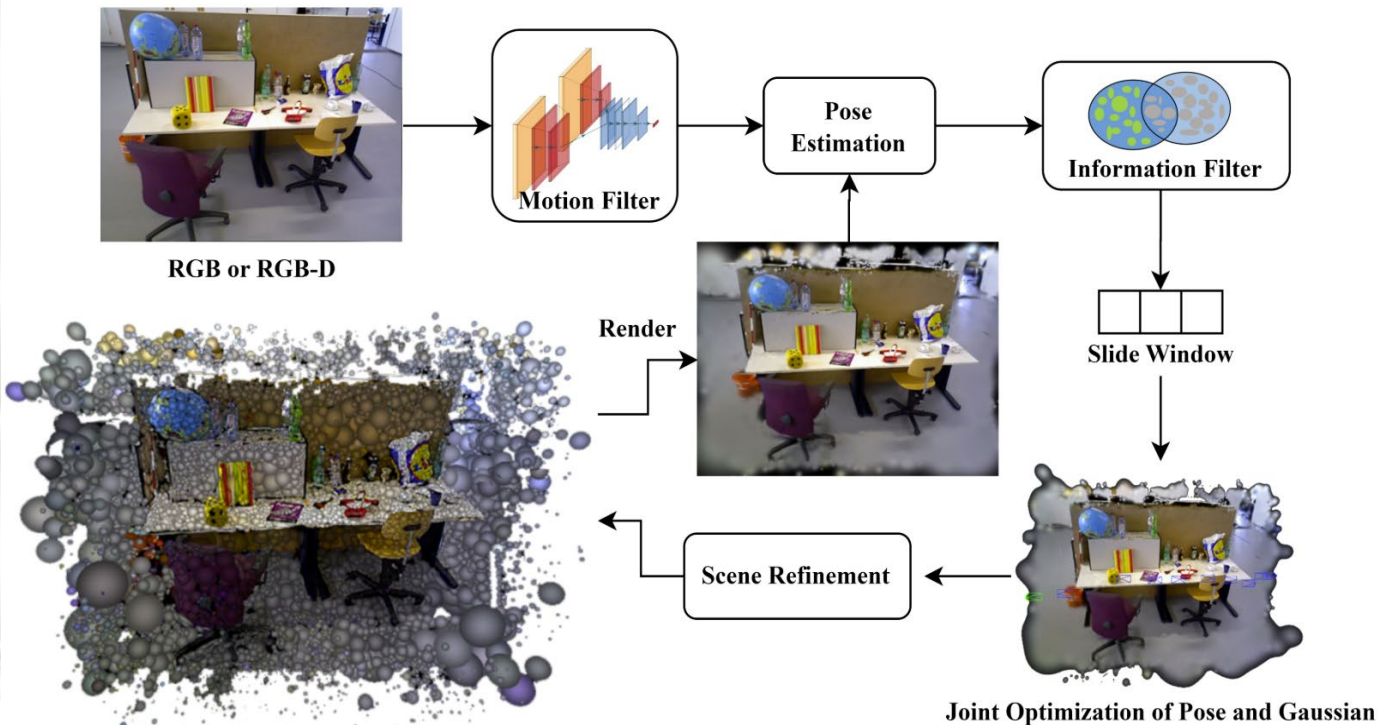 Motion Filter
Pose
Estimation
Information Filter
RGB or RGB-D
Render
Slide Window
Scene Refinement
Joint Optimization of Pose and Gaussian